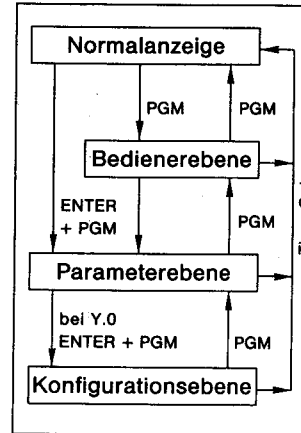 Normalanzeige
PGM
PGM
Bedienerebene
ENTER
+ PGM
PGM
Parameterebene
bei Y.0
ENTER + PGM
PGM
Konfigurationsebene